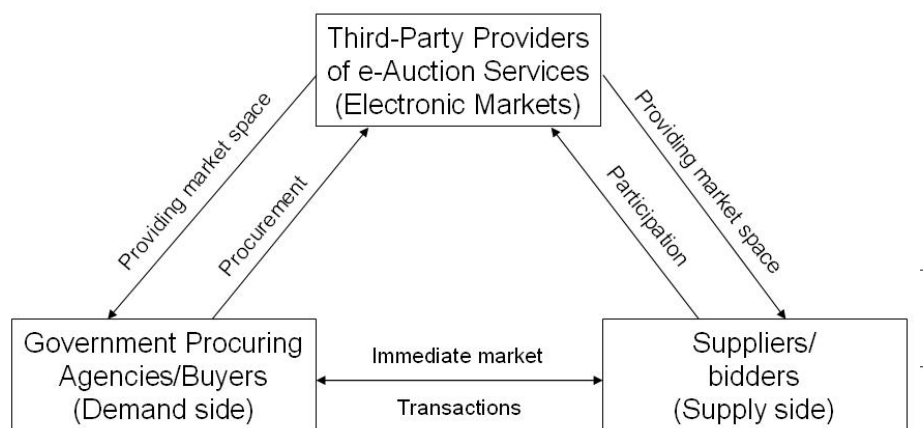 Third-Party Providers
of e-Auction Services
(Electronic Markets)
Providing market space
Procurement
Participation
Providing market space
Government Procuring
Agencies/Buyers
(Demand side)
Immediate market
Transactions
Suppliers/
bidders
(Supply side)